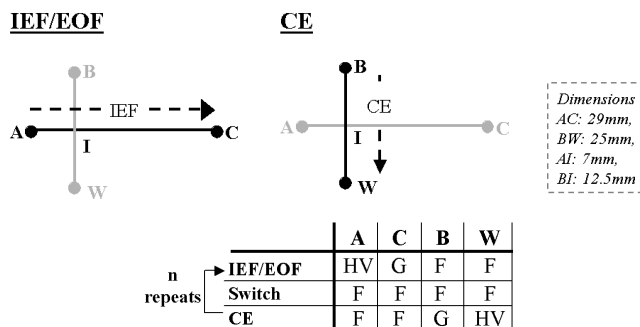 IEF/EOF
CE
B
IEF
A
C
I
W
B
CE
A
C
I
W
Dimensions
AC: 29mm,
BW: 25mm,
AI: 7mm,
BI: 12.5mm
A C B W
IEF/EOF HV G F F
Switch F F F F
CE F F G HV
n
repeats